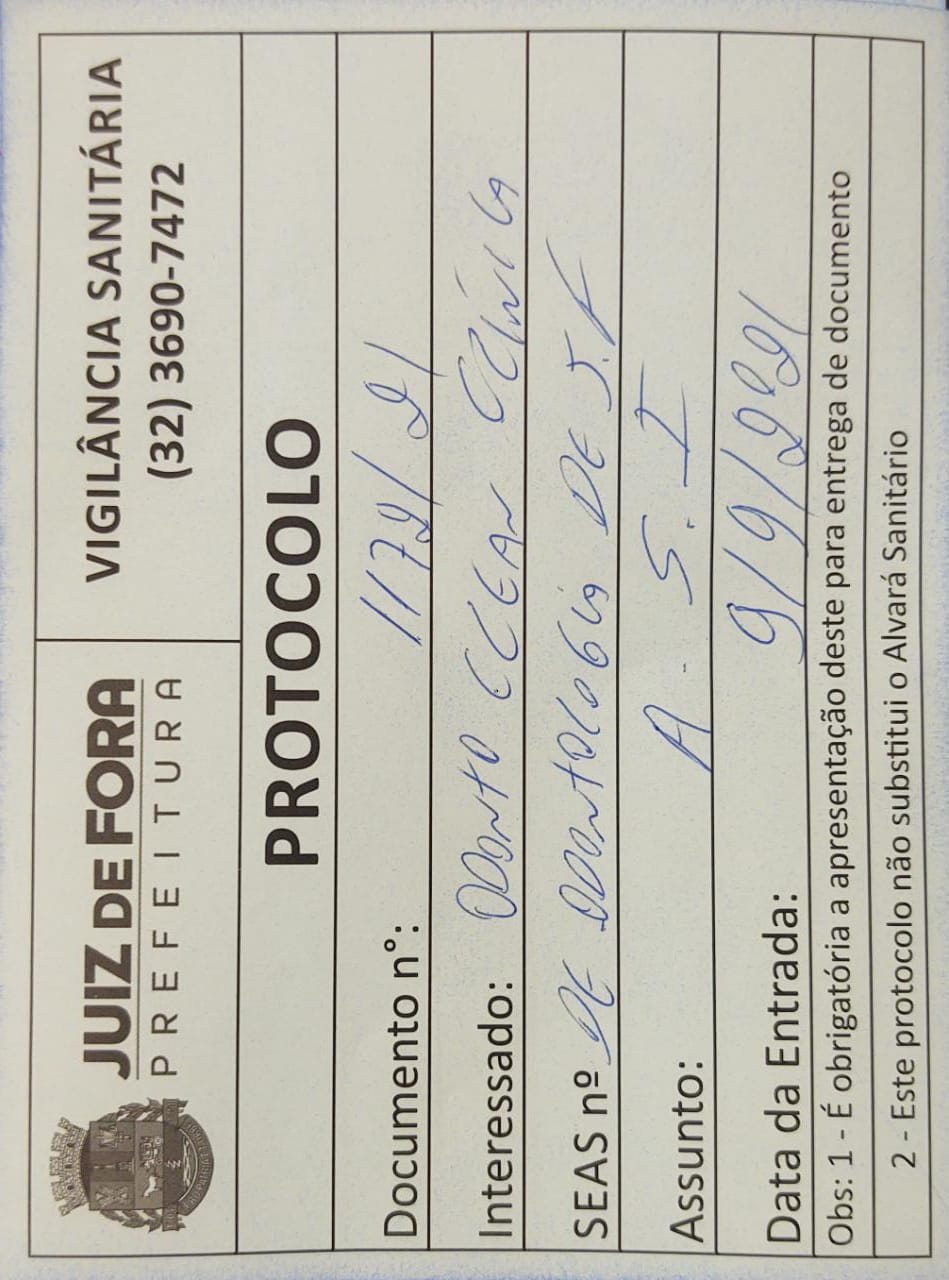 JUIZ DE FORA
PREFEITURA
VIGILÂNCIA SANITÁRIA
(32) 3690-7472
PROTOCOLO
Documento n°: 1172/21
Interessado: ODONTO CLEAN CLÍNICA
SEAS nº DE ODONTOLOGIA DE J.F
Assunto: A. S. I
Data da Entrada: 9/9/2021
Obs: 1 - É obrigatória a apresentação deste para entrega de documento
2 - Este protocolo não substitui o Alvará Sanitário